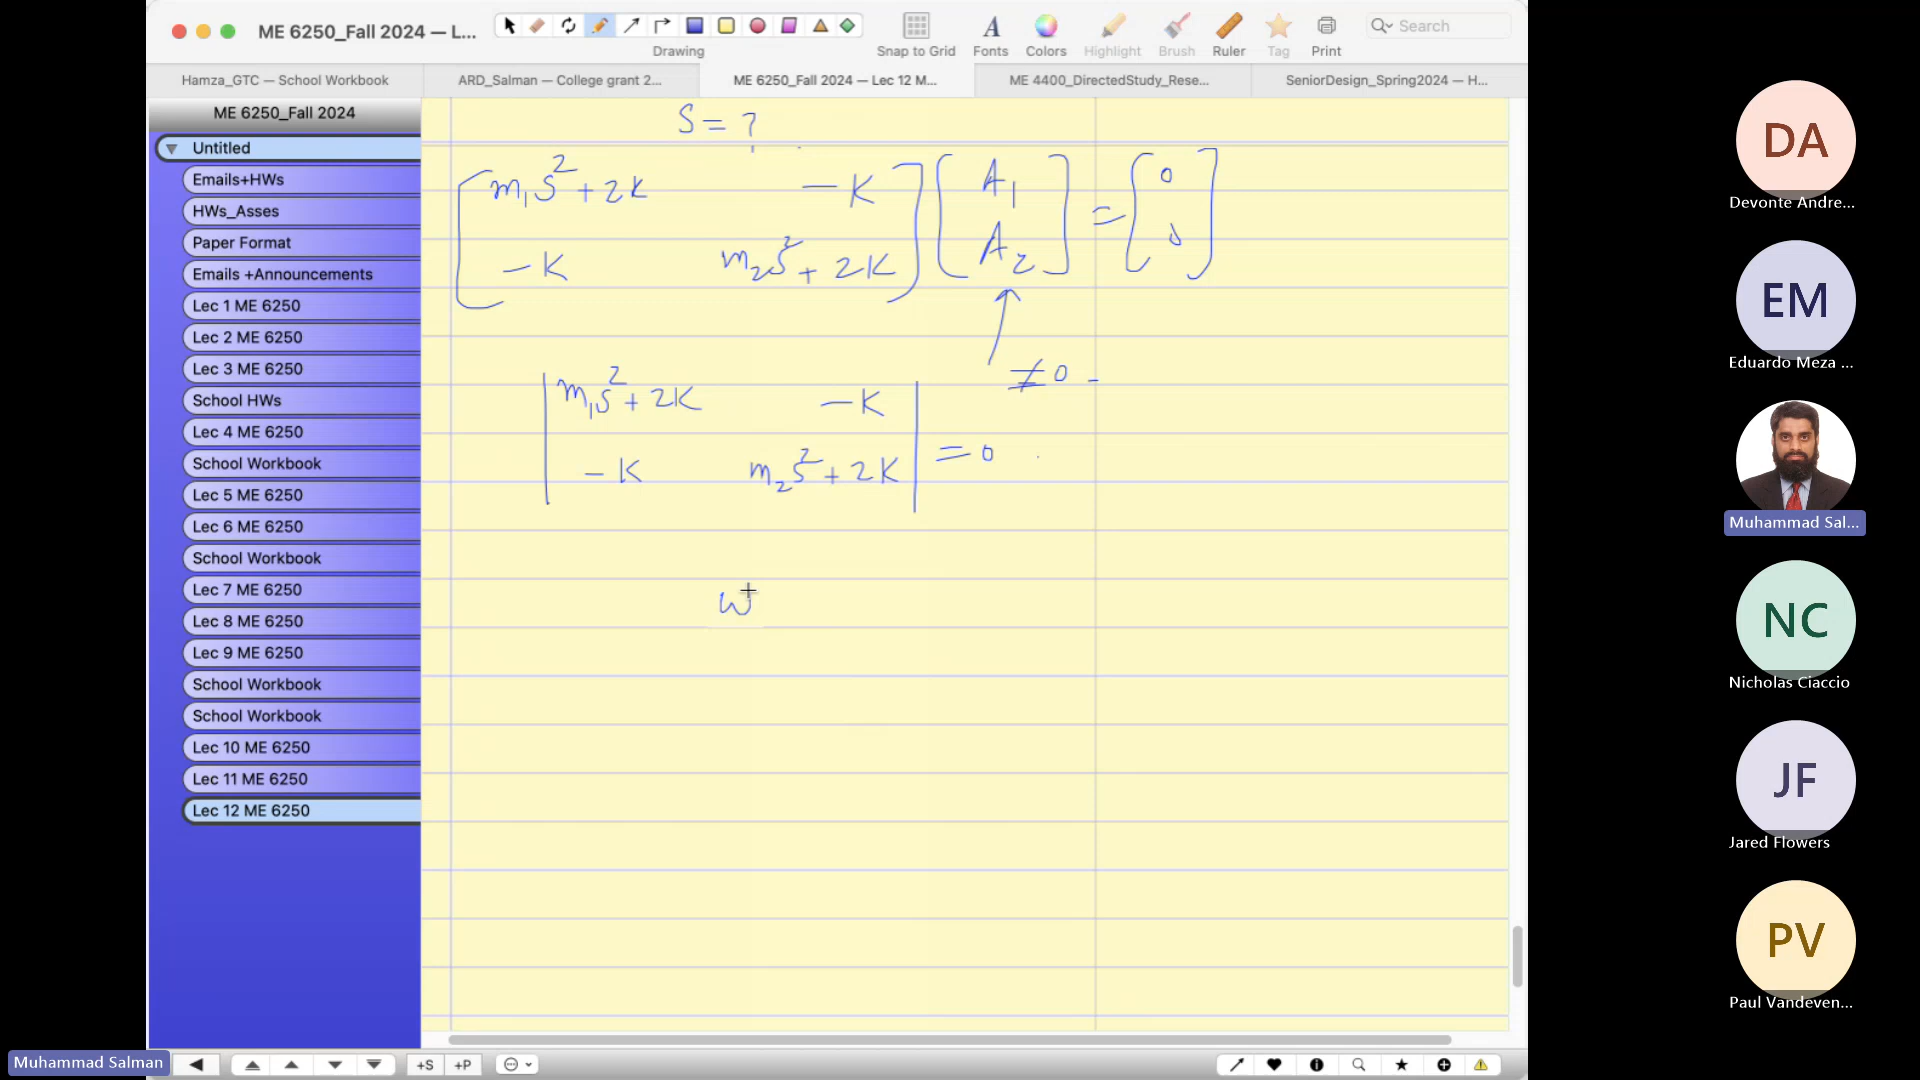 ME 6250_Fall 2024 — L...
Drawing
Snap to Grid
Fonts
Colors
Highlight
Brush
Ruler
Tag
Print
Search
Hamza_GTC — School Workbook
ARD_Salman — College grant 2...
ME 6250_Fall 2024 — Lec 12 M...
ME 4400_DirectedStudy_Rese...
SeniorDesign_Spring2024 — H...
ME 6250_Fall 2024
Untitled
Emails+HWs
HWs_Asses
Paper Format
Emails +Announcements
Lec 1 ME 6250
Lec 2 ME 6250
Lec 3 ME 6250
School HWs
Lec 4 ME 6250
School Workbook
Lec 5 ME 6250
Lec 6 ME 6250
School Workbook
Lec 7 ME 6250
Lec 8 ME 6250
Lec 9 ME 6250
School Workbook
School Workbook
Lec 10 ME 6250
Lec 11 ME 6250
Lec 12 ME 6250
S = ?
[m₁s² + 2K   −K] [A₁] = [0]
[−K   m₂s² + 2K] [A₂]   [0]
≠ 0
|m₁s² + 2K   −K|
|−K   m₂s² + 2K| = 0
ω
+S
+P
Muhammad Salman
DA
Devonte Andre...
EM
Eduardo Meza ...
Muhammad Sal...
NC
Nicholas Ciaccio
JF
Jared Flowers
PV
Paul Vandeven...